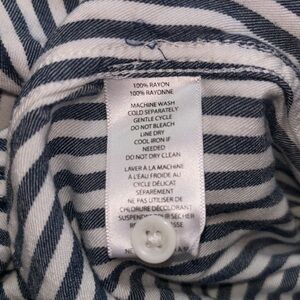 100% RAYON
100% RAYONNE
MACHINE WASH
COLD SEPARATELY
GENTLE CYCLE
DO NOT BLEACH
LINE DRY
COOL IRON IF
NEEDED
DO NOT DRY CLEAN
LAVER À LA MACHINE
À L'EAU FROIDE AU
CYCLE DÉLICAT
SÉPARÉMENT
NE PAS UTILISER DE
CHLORURE DÉCOLORANT
SUSPENDRE POUR SÉCHER